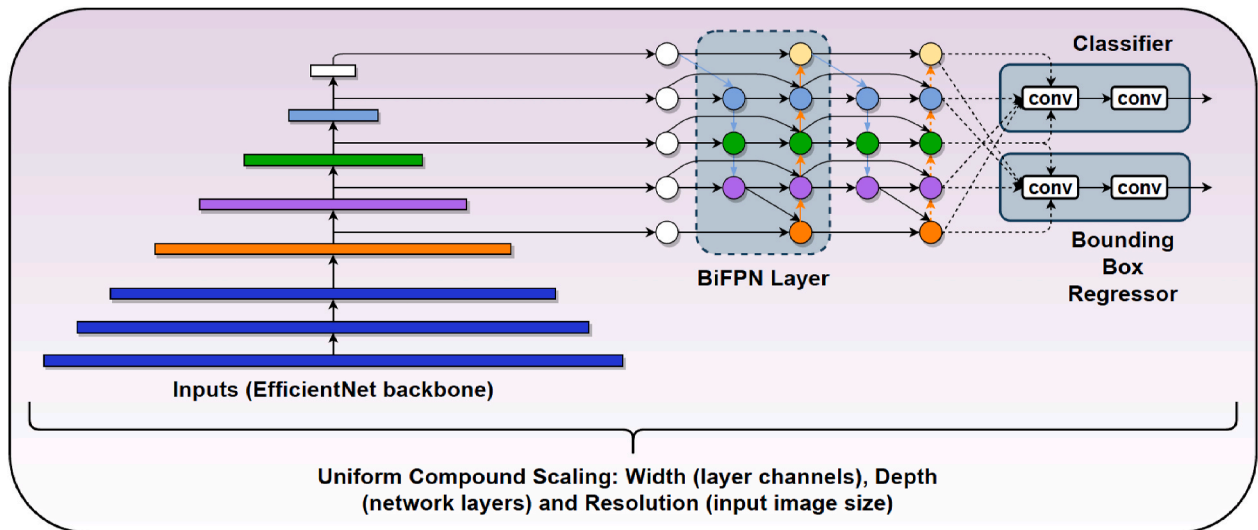 Classifier
conv
conv
conv
conv
BiFPN Layer
Bounding
Box
Regressor
Inputs (EfficientNet backbone)
Uniform Compound Scaling: Width (layer channels), Depth
(network layers) and Resolution (input image size)